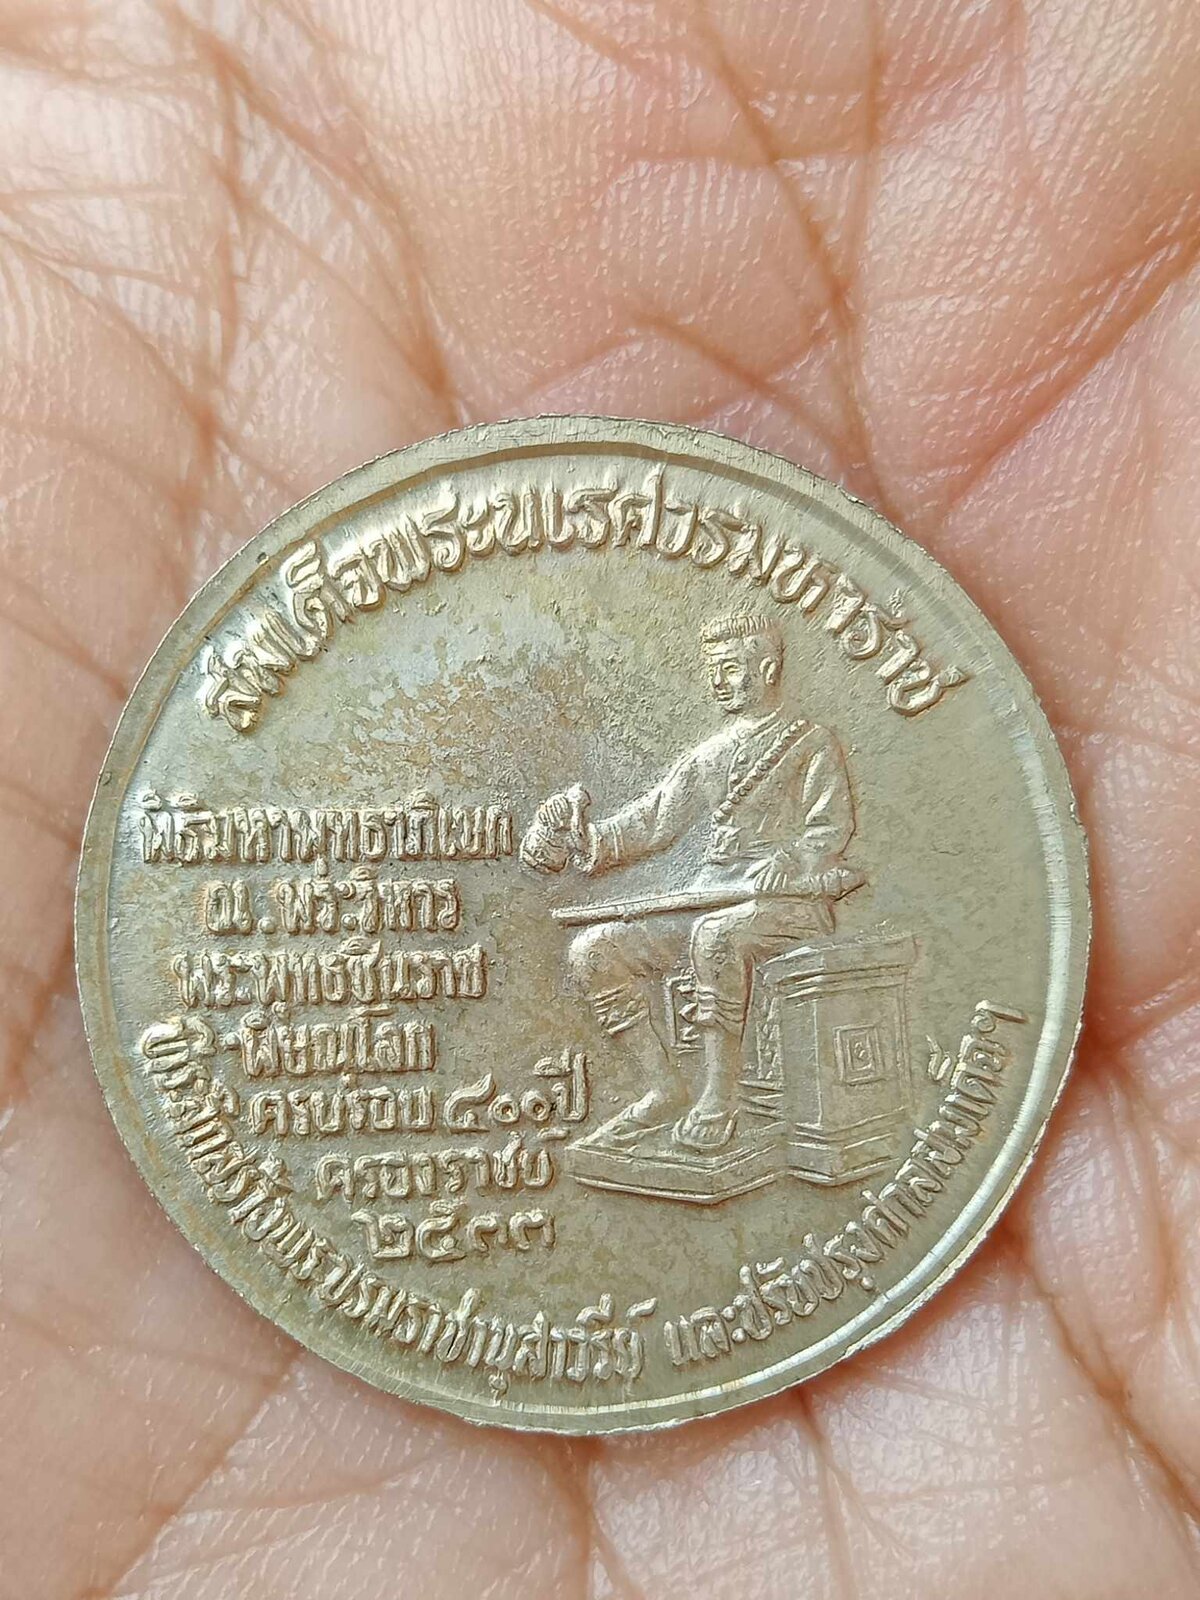 สมเด็จพระนเรศวรมหาราช
พิธีมหาพุทธาภิเษก
ณ.พระวิหาร
พระพุทธชินราช
พิษณุโลก
ครบรอบ ๔๐๐ ปี
ครองราชย์
๒๕๓๓
ที่ระลึกสร้างพระบรมราชานุสาวรีย์ และปรับปรุงศาลสมเด็จฯ